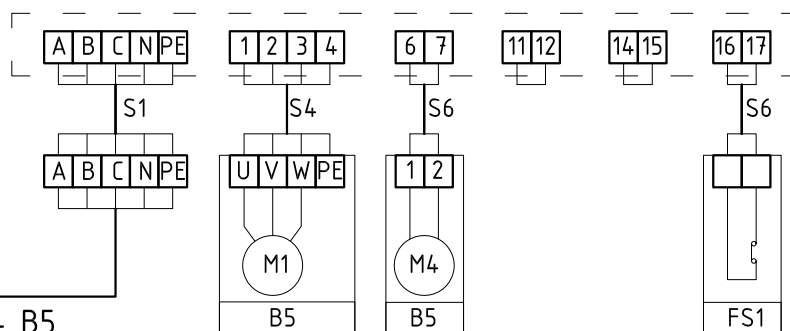 A B C N PE 1 2 3 4 6 7 11 12 14 15 16 17
S1 S4 S6 S6
A B C N PE U V W PE 1 2
M1 M4
B5 B5 B5 FS1